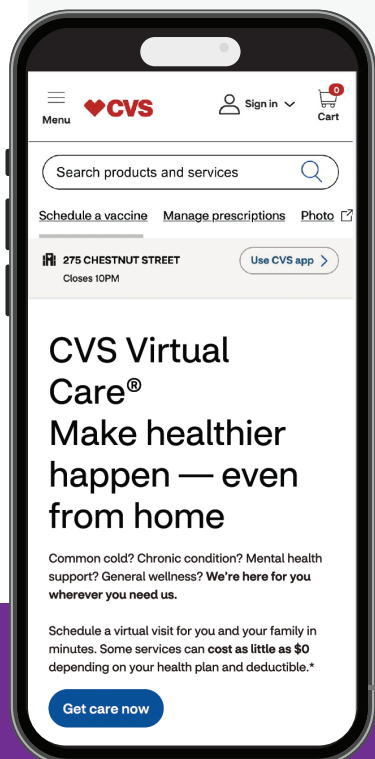 Menu
CVS
Sign in
0
Cart
Search products and services
Schedule a vaccine Manage prescriptions Photo
275 CHESTNUT STREET
Closes 10PM
Use CVS app
CVS Virtual
Care®
Make healthier
happen — even
from home
Common cold? Chronic condition? Mental health
support? General wellness? We're here for you
wherever you need us.
Schedule a virtual visit for you and your family in
minutes. Some services can cost as little as $0
depending on your health plan and deductible.*
Get care now